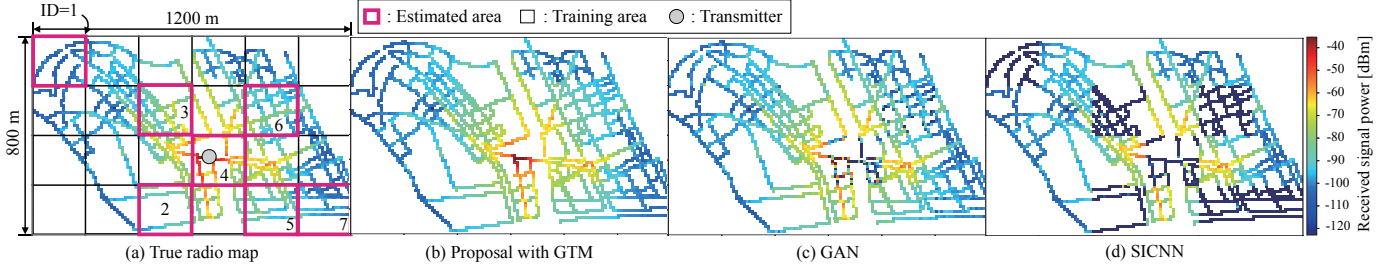 ID=1
1200 m
: Estimated area : Training area : Transmitter
800 m
3
6
4
2
5
7
-40
-50
-60
-70
-80
-90
-100
-110
-120
Received signal power [dBm]
(a) True radio map
(b) Proposal with GTM
(c) GAN
(d) SICNN